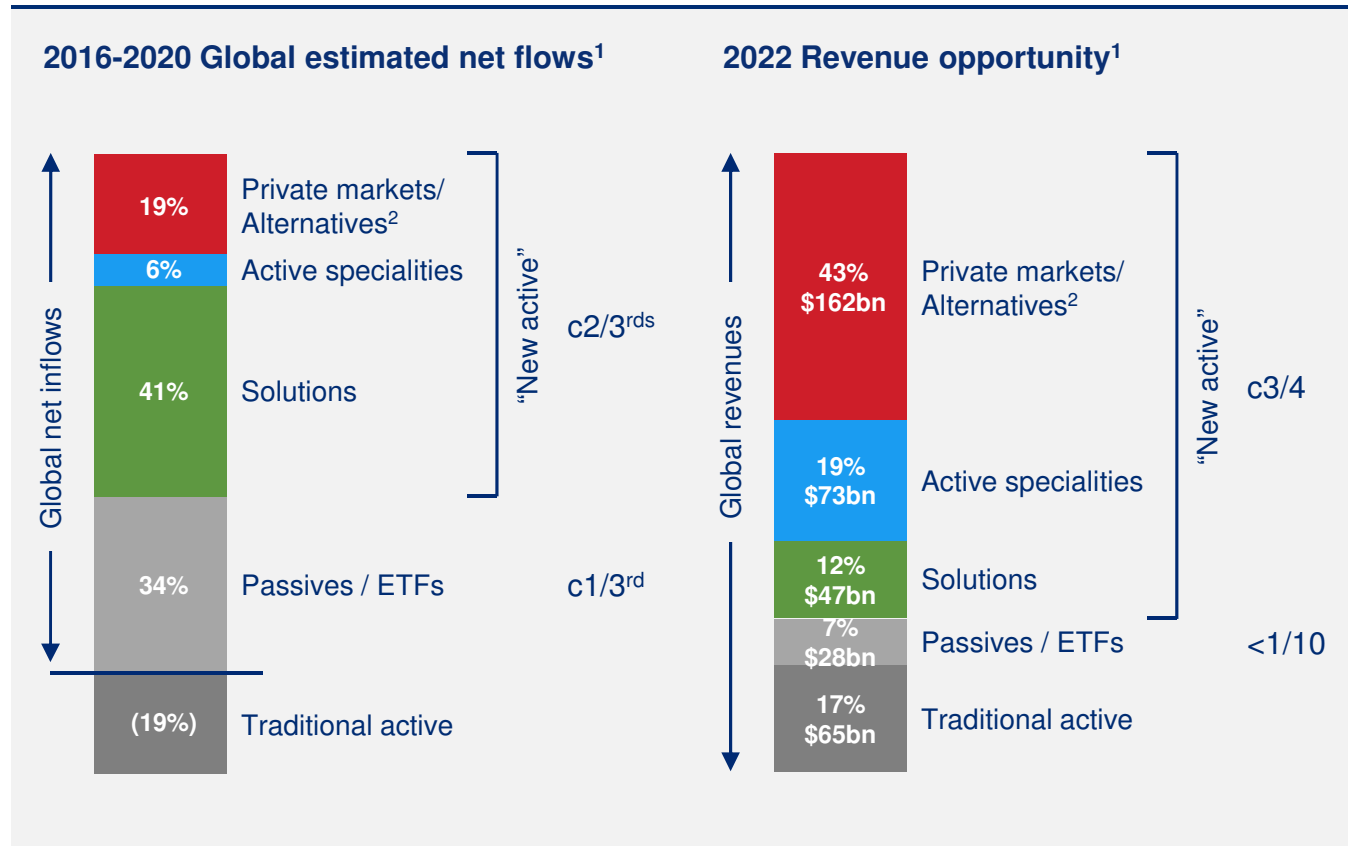 2016-2020 Global estimated net flows¹
Global net inflows
19%
Private markets/
Alternatives²
6%
Active specialities
41%
Solutions
34%
Passives / ETFs
(19%)
Traditional active
“New active”
c2/3ʳᵈˢ
c1/3ʳᵈ
2022 Revenue opportunity¹
Global revenues
43%
$162bn
Private markets/
Alternatives²
19%
$73bn
Active specialities
12%
$47bn
Solutions
7%
$28bn
Passives / ETFs
17%
$65bn
Traditional active
“New active”
c3/4
<1/10